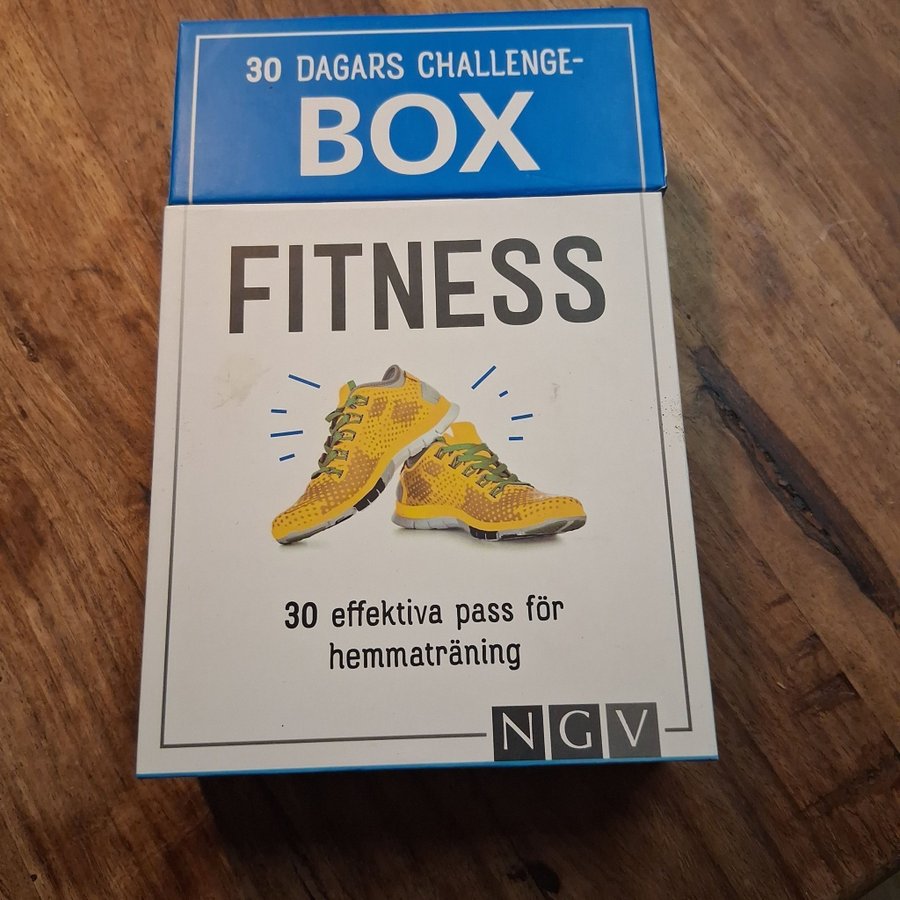 30 DAGARS CHALLENGE-
BOX
FITNESS
30 effektiva pass för
hemmaträning
NGV